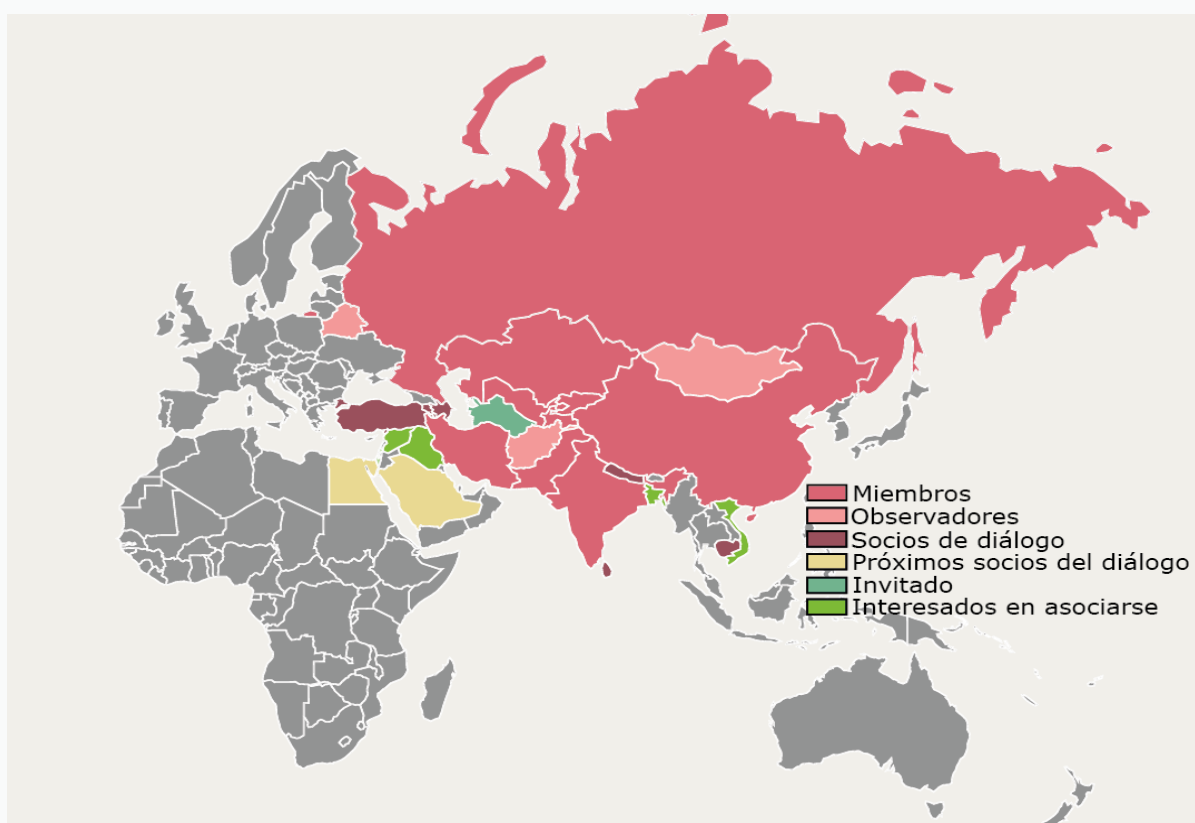 Miembros
Observadores
Socios de diálogo
Próximos socios del diálogo
Invitado
Interesados en asociarse